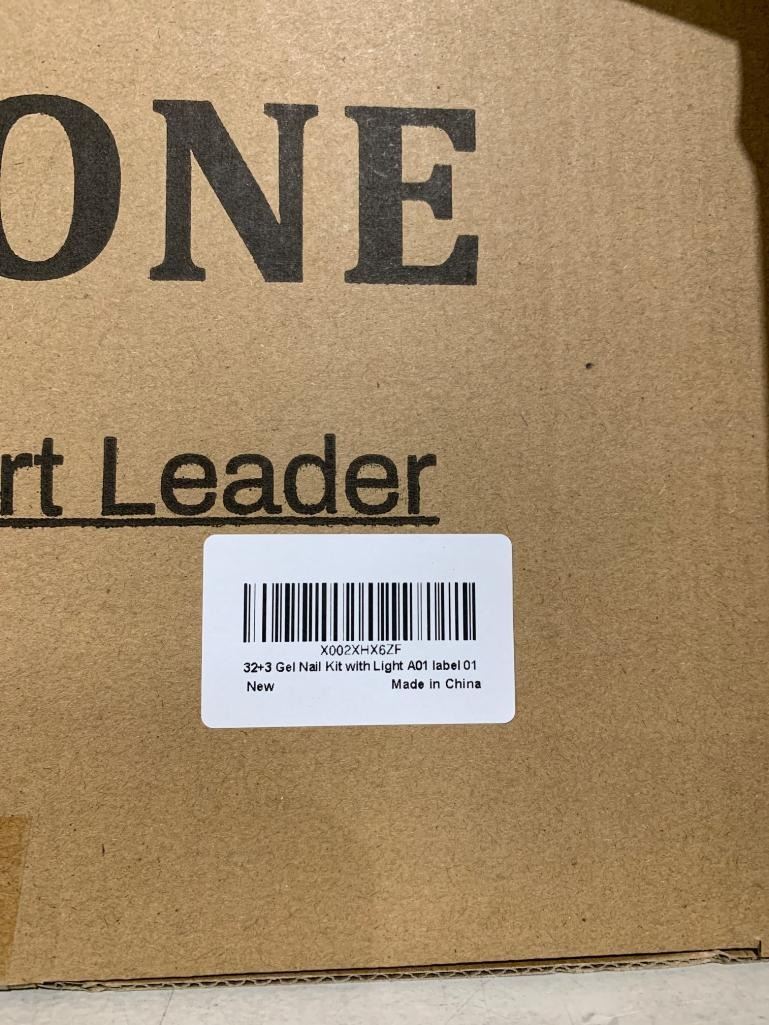 ONE
rt Leader
X002XHX6ZF
32+3 Gel Nail Kit with Light A01 label 01
New Made in China